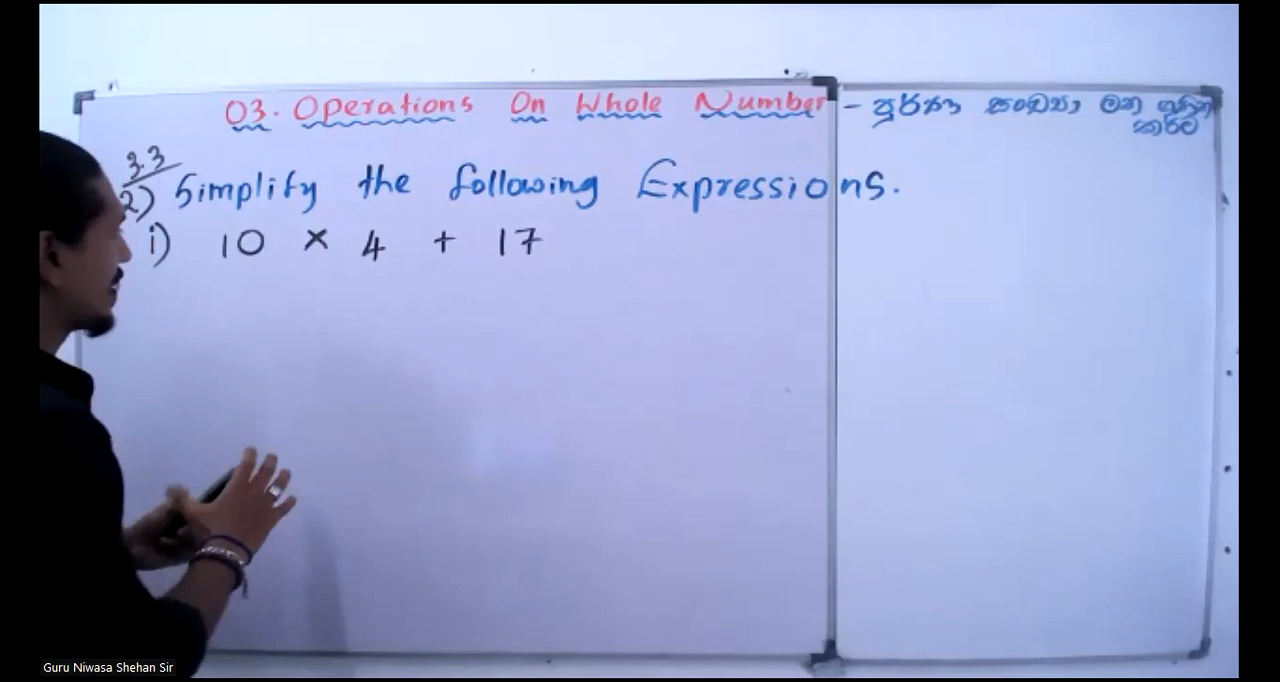 03. Operations On Whole Number - පූර්ණ සංඛ්‍යා මත ගණිත
කර්ම
3.3
2) Simplify the following Expressions.
i) 10 × 4 + 17
Guru Niwasa Shehan Sir